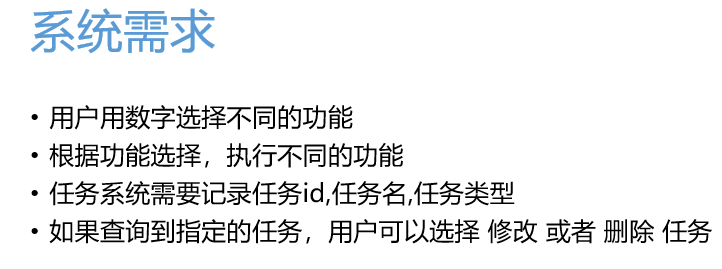 系统需求
• 用户用数字选择不同的功能
• 根据功能选择，执行不同的功能
• 任务系统需要记录任务id,任务名,任务类型
• 如果查询到指定的任务，用户可以选择 修改 或者 删除 任务